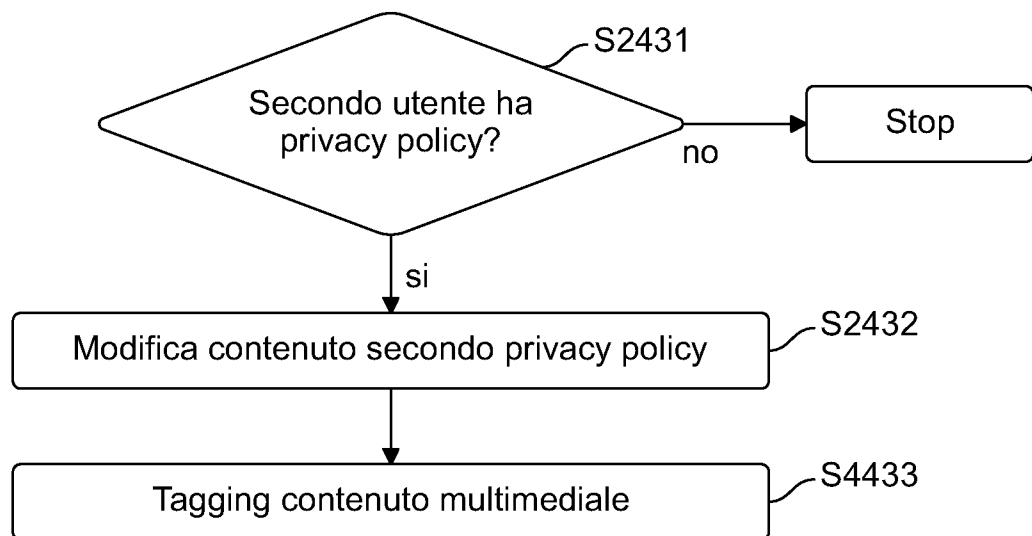 S2431
Secondo utente ha
privacy policy?
Stop
no
si
S2432
Modifica contenuto secondo privacy policy
S4433
Tagging contenuto multimediale